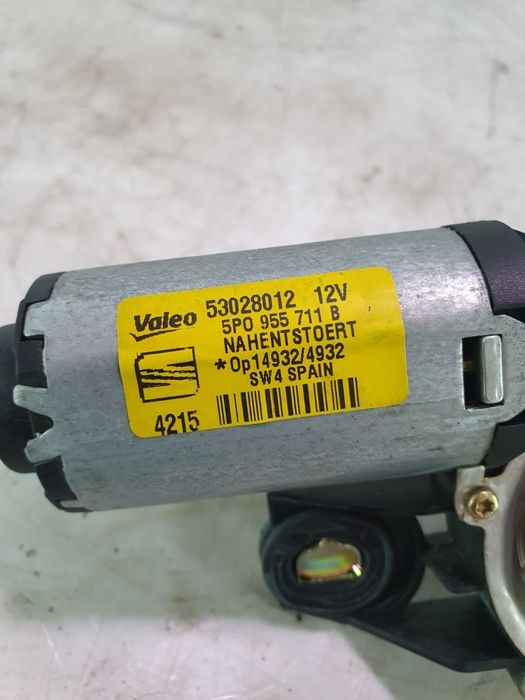 Valeo 53028012 12V
5P0 955 711 B
NAHENTSTOERT
*Op14932/4932
SW4 SPAIN
4215